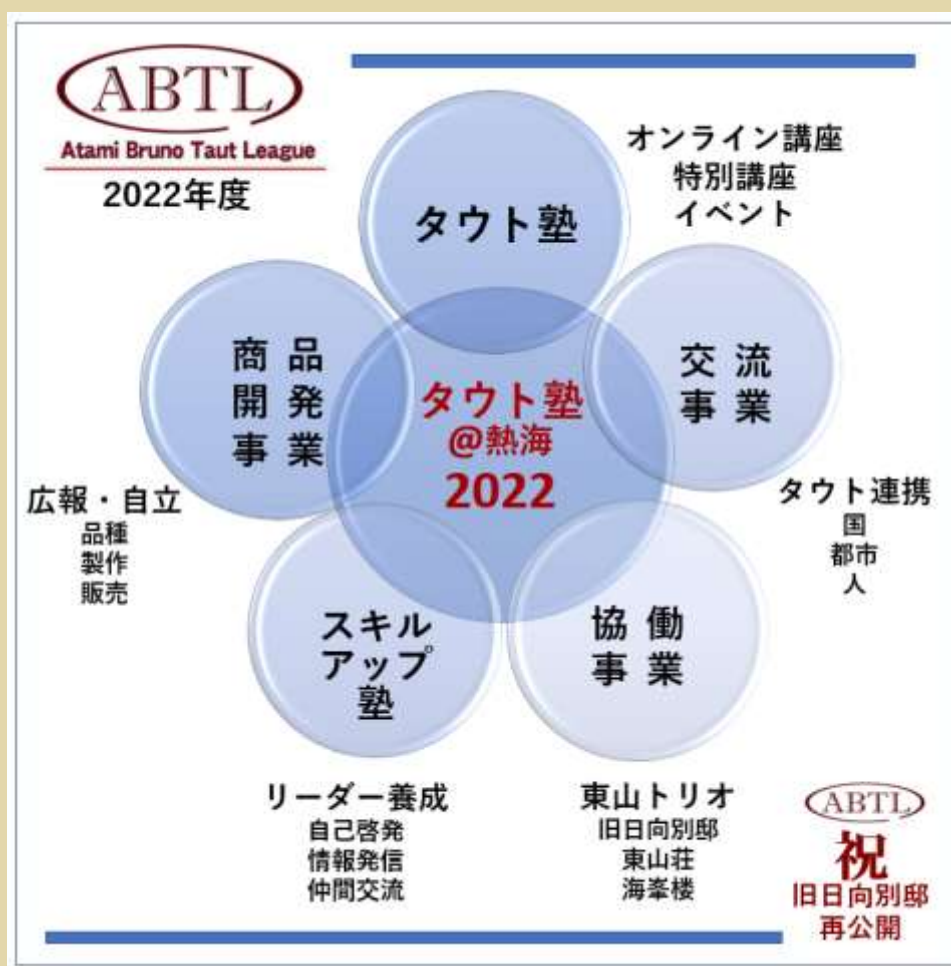 ABTL
Atami Bruno Taut League
2022年度
タウト塾
オンライン講座
特別講座
イベント
商品
開発
事業
タウト塾
@熱海
2022
交流
事業
広報・自立
品種
製作
販売
タウト連携
国
都市
人
スキル
アップ
塾
協働
事業
リーダー養成
自己啓発
情報発信
仲間交流
東山トリオ
旧日向別邸
東山荘
海峯楼
ABTL
祝
旧日向別邸
再公開